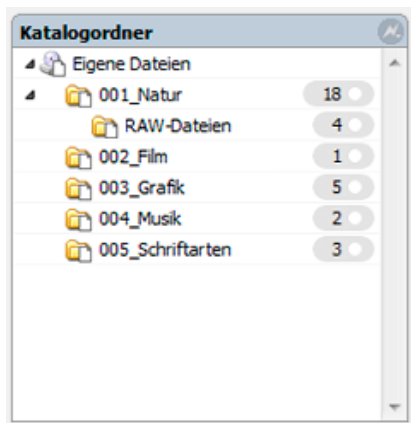 Katalogordner
Eigene Dateien
001_Natur 18
RAW-Dateien 4
002_Film 1
003_Grafik 5
004_Musik 2
005_Schriftarten 3